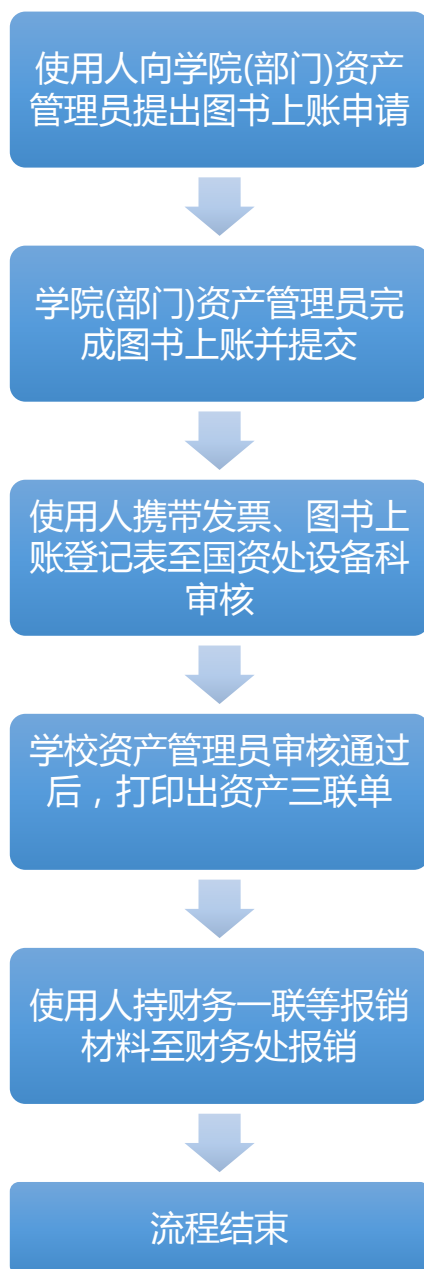 使用人向学院(部门)资产
管理员提出图书上账申请
学院(部门)资产管理员完
成图书上账并提交
使用人携带发票、图书上
账登记表至国资处设备科
审核
学校资产管理员审核通过
后，打印出资产三联单
使用人持财务一联等报销
材料至财务处报销
流程结束